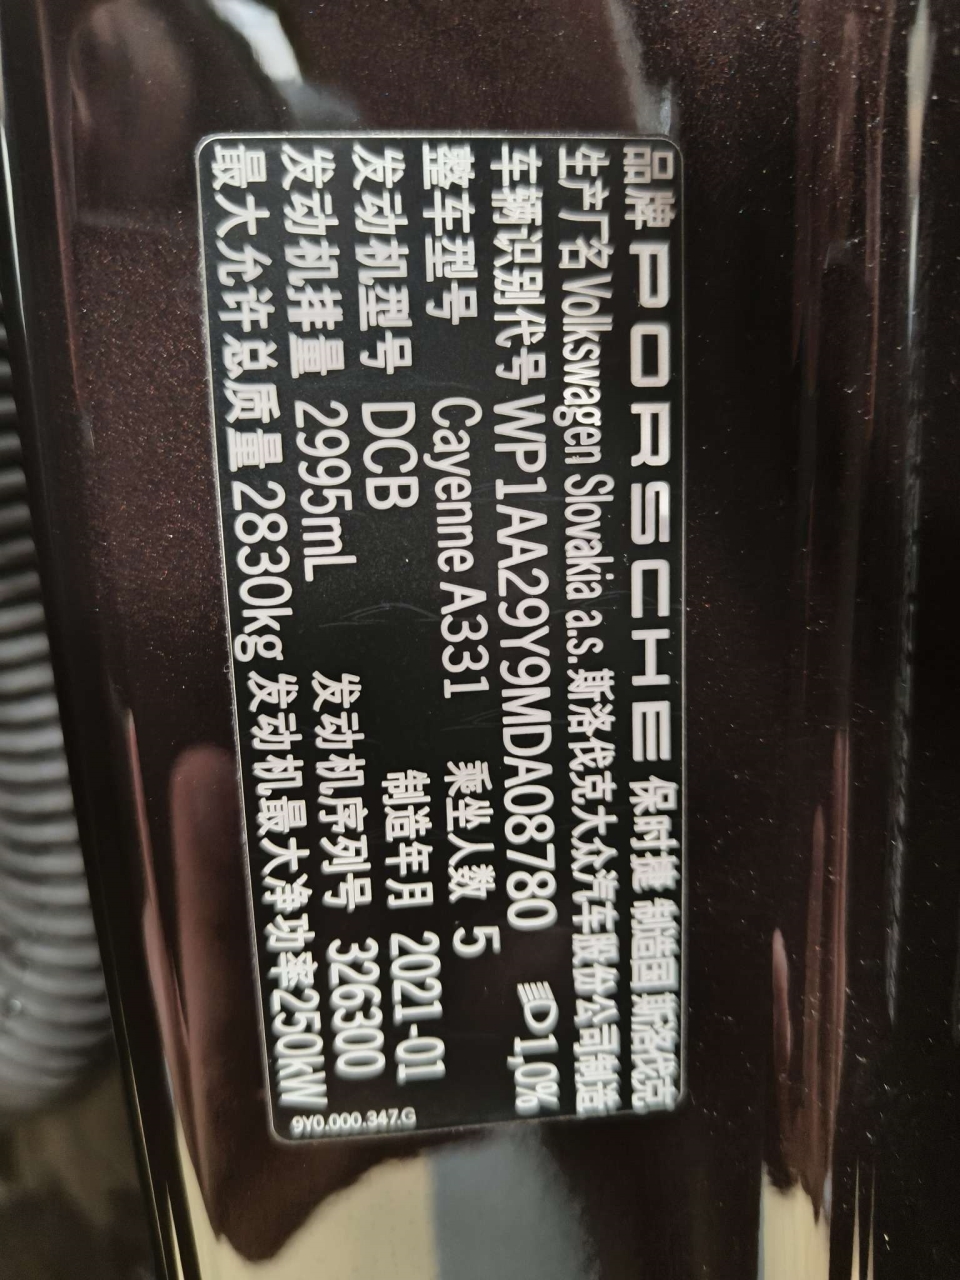 品牌 PORSCHE 保时捷 制造国 斯洛伐克
生产厂名 Volkswagen Slovakia a.s. 斯洛伐克大众汽车股份公司制造
车辆识别代号 WP1AA29Y9MDA08780 1,0%
整车型号 Cayenne A331 乘坐人数 5
发动机型号 DCB 制造年月 2021-01
发动机排量 2995mL 发动机序列号 326300
最大允许总质量 2830kg 发动机最大净功率250kW
9Y0.000.347.G